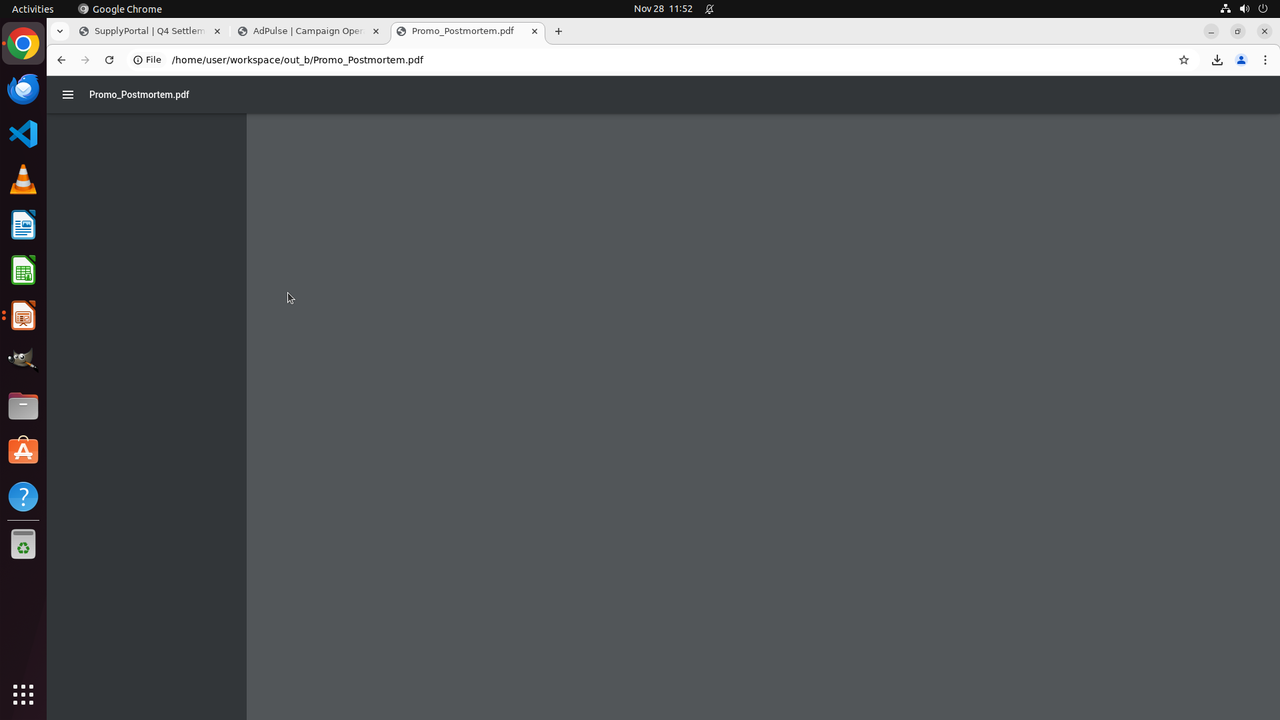 Activities
Google Chrome
Nov 28 11:52
SupplyPortal | Q4 Settlem
AdPulse | Campaign Oper
Promo_Postmortem.pdf
File
/home/user/workspace/out_b/Promo_Postmortem.pdf
Promo_Postmortem.pdf